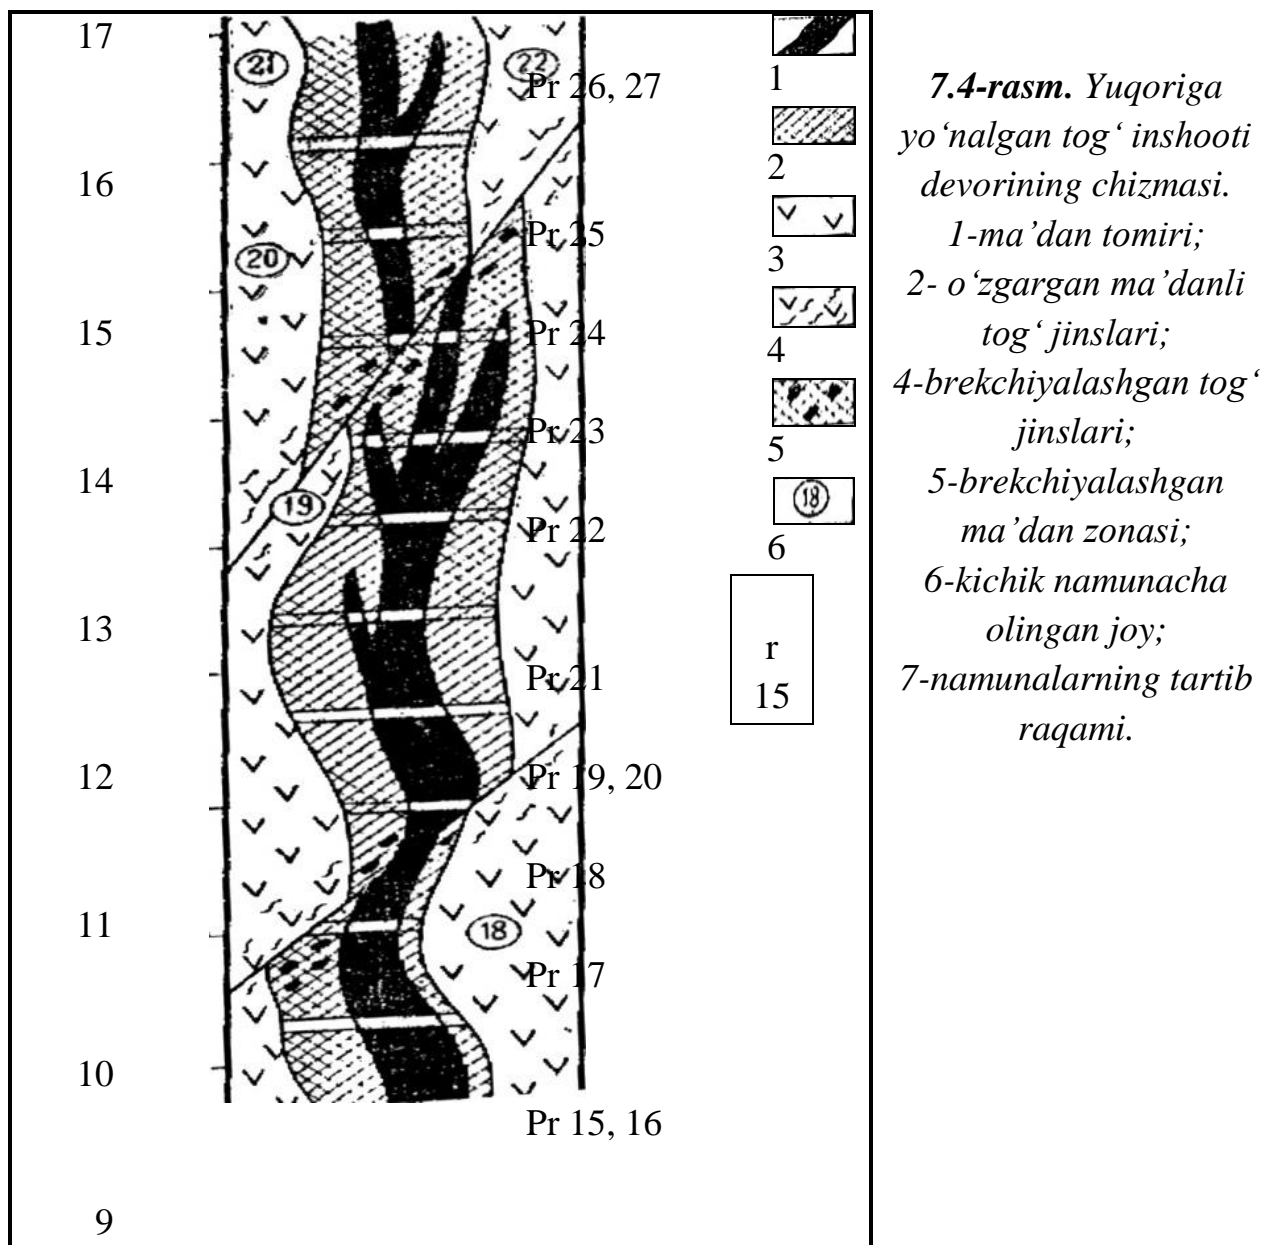 17
21
22
Pr 26, 27
16
20
Pr 25
15
Pr 24
Pr 23
14
19
Pr 22
13
Pr 21
12
Pr 19, 20
Pr 18
11
18
Pr 17
10
Pr 15, 16
9
1
2
3
4
5
18
6
r
15
7.4-rasm. Yuqoriga
yo‘nalgan tog‘ inshooti
devorining chizmasi.
1-ma’dan tomiri;
2- o‘zgargan ma’danli
tog‘ jinslari;
4-brekchiyalashgan tog‘
jinslari;
5-brekchiyalashgan
ma’dan zonasi;
6-kichik namunacha
olingan joy;
7-namunalarning tartib
raqami.